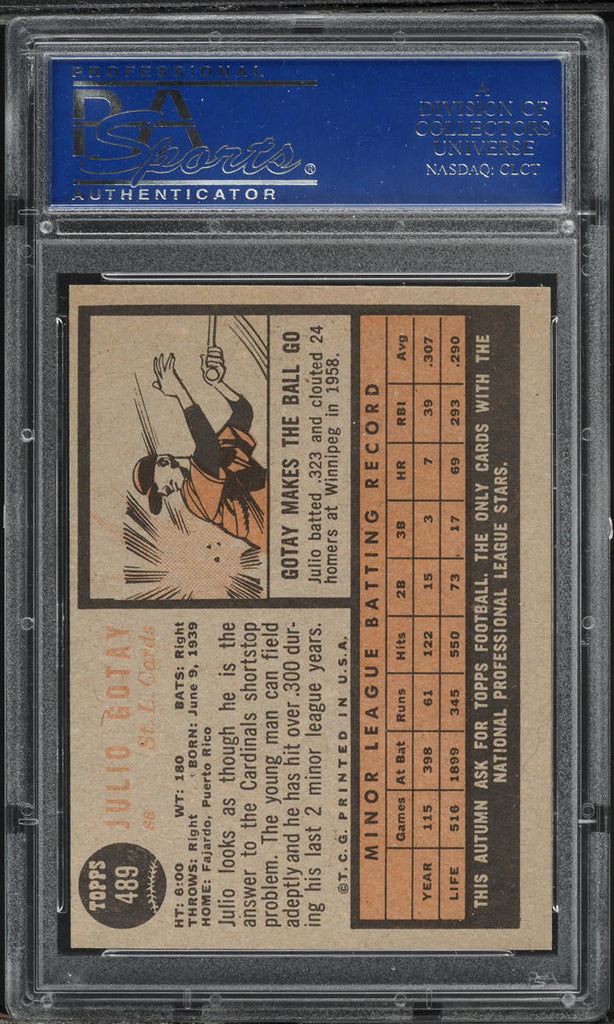 PROFESSIONAL
PSA
Sports®
AUTHENTICATOR
A
DIVISION OF
COLLECTORS
UNIVERSE
NASDAQ: CLCT
TOPPS
489
JULIO GOTAY
SS St. L. Cards
HT: 6:00 WT: 180 BATS: Right
THROWS: Right BORN: June 9, 1939
HOME: Fajardo, Puerto Rico
Julio looks as though he is the
answer to the Cardinals shortstop
problem. The young man can field
adeptly and he has hit over .300 dur-
ing his last 2 minor league years.
© T. C. G. PRINTED IN U.S.A.
GOTAY MAKES THE BALL GO
Julio batted .323 and clouted 24
homers at Winnipeg in 1958.
MINOR LEAGUE BATTING RECORD
Games At Bat Runs Hits 2B 3B HR RBI Avg
YEAR 115 398 61 122 15 3 7 39 .307
LIFE 516 1899 345 550 73 17 69 293 .290
THIS AUTUMN ASK FOR TOPPS FOOTBALL. THE ONLY CARDS WITH THE
NATIONAL PROFESSIONAL LEAGUE STARS.